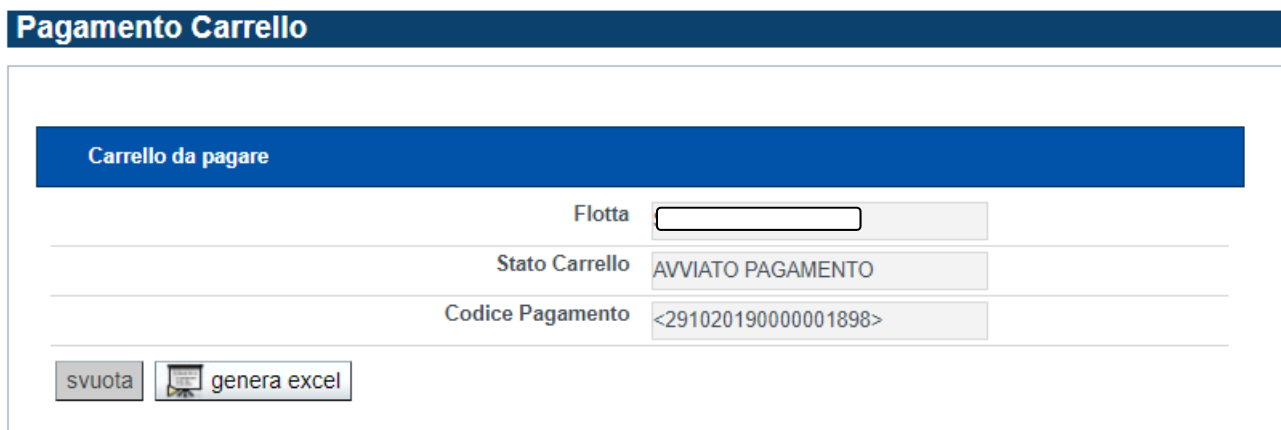 Pagamento Carrello
Carrello da pagare
Flotta
Stato Carrello AVVIATO PAGAMENTO
Codice Pagamento <291020190000001898>
svuota genera excel